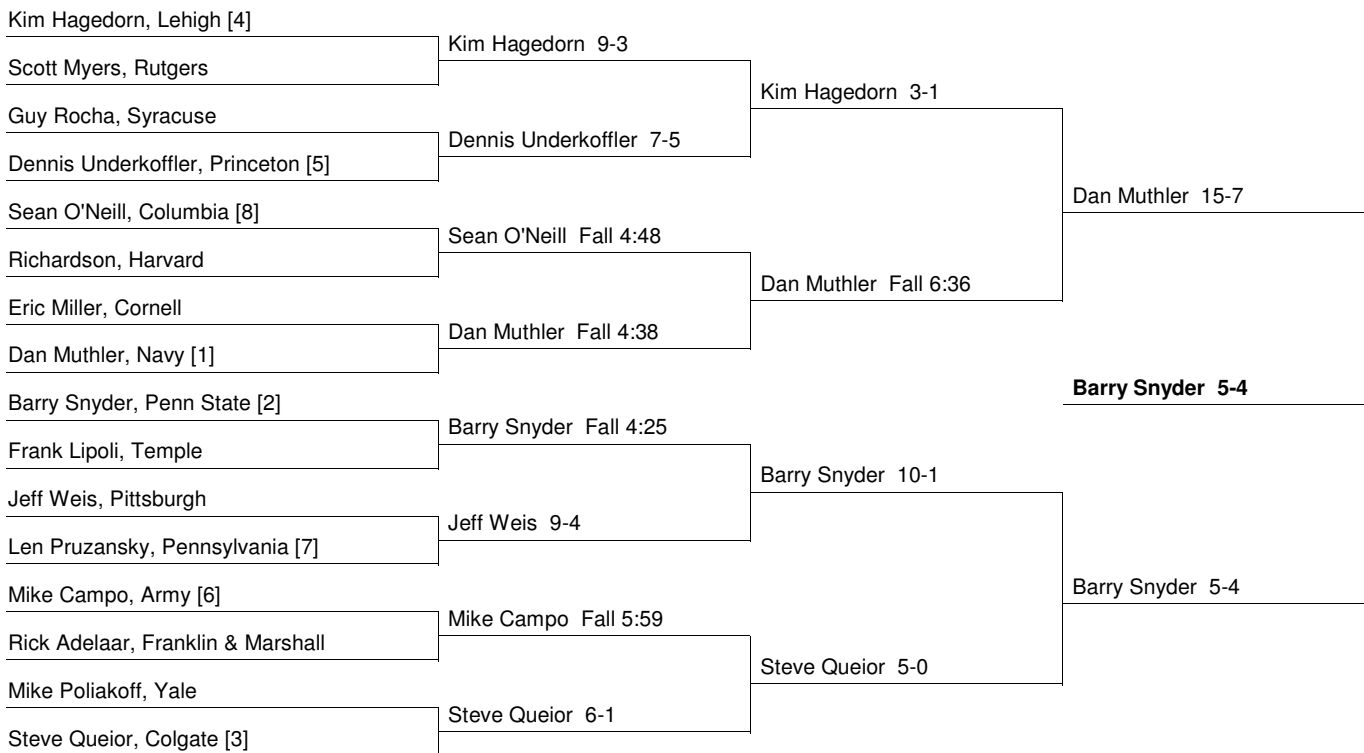 Kim Hagedorn, Lehigh [4]
Kim Hagedorn 9-3
Scott Myers, Rutgers
Kim Hagedorn 3-1
Guy Rocha, Syracuse
Dennis Underkoffler 7-5
Dennis Underkoffler, Princeton [5]
Dan Muthler 15-7
Sean O'Neill, Columbia [8]
Sean O'Neill Fall 4:48
Richardson, Harvard
Dan Muthler Fall 6:36
Eric Miller, Cornell
Dan Muthler Fall 4:38
Dan Muthler, Navy [1]
Barry Snyder 5-4
Barry Snyder, Penn State [2]
Barry Snyder Fall 4:25
Frank Lipoli, Temple
Barry Snyder 10-1
Jeff Weis, Pittsburgh
Jeff Weis 9-4
Len Pruzansky, Pennsylvania [7]
Barry Snyder 5-4
Mike Campo, Army [6]
Mike Campo Fall 5:59
Rick Adelaar, Franklin & Marshall
Steve Queior 5-0
Mike Poliakoff, Yale
Steve Queior 6-1
Steve Queior, Colgate [3]